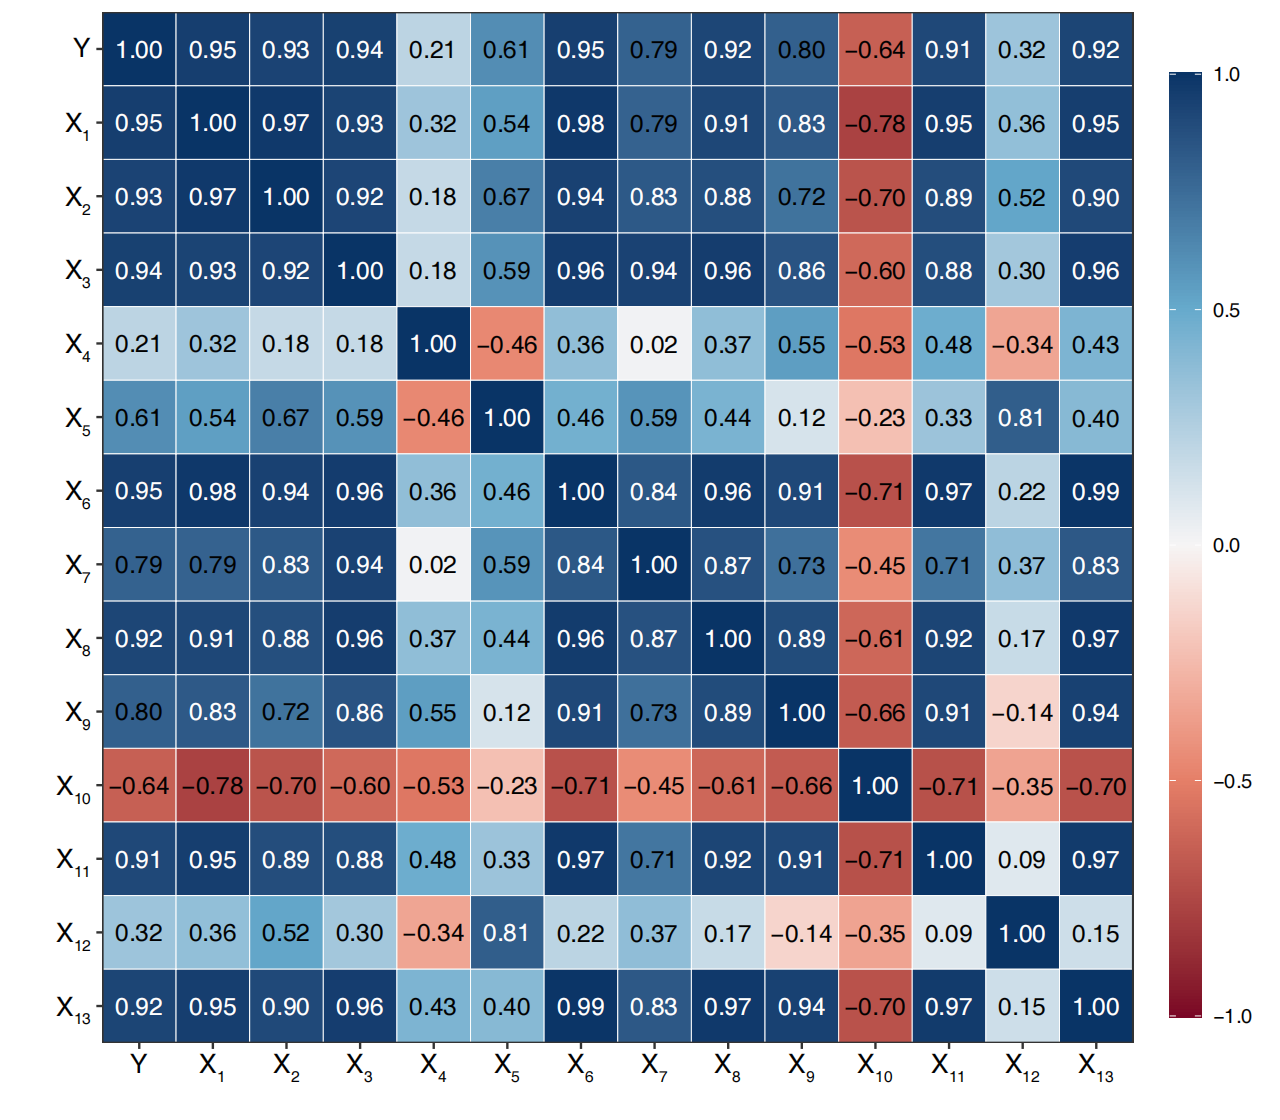 Y 1.00 0.95 0.93 0.94 0.21 0.61 0.95 0.79 0.92 0.80 −0.64 0.91 0.32 0.92
X1 0.95 1.00 0.97 0.93 0.32 0.54 0.98 0.79 0.91 0.83 −0.78 0.95 0.36 0.95
X2 0.93 0.97 1.00 0.92 0.18 0.67 0.94 0.83 0.88 0.72 −0.70 0.89 0.52 0.90
X3 0.94 0.93 0.92 1.00 0.18 0.59 0.96 0.94 0.96 0.86 −0.60 0.88 0.30 0.96
X4 0.21 0.32 0.18 0.18 1.00 −0.46 0.36 0.02 0.37 0.55 −0.53 0.48 −0.34 0.43
X5 0.61 0.54 0.67 0.59 −0.46 1.00 0.46 0.59 0.44 0.12 −0.23 0.33 0.81 0.40
X6 0.95 0.98 0.94 0.96 0.36 0.46 1.00 0.84 0.96 0.91 −0.71 0.97 0.22 0.99
X7 0.79 0.79 0.83 0.94 0.02 0.59 0.84 1.00 0.87 0.73 −0.45 0.71 0.37 0.83
X8 0.92 0.91 0.88 0.96 0.37 0.44 0.96 0.87 1.00 0.89 −0.61 0.92 0.17 0.97
X9 0.80 0.83 0.72 0.86 0.55 0.12 0.91 0.73 0.89 1.00 −0.66 0.91 −0.14 0.94
X10 −0.64 −0.78 −0.70 −0.60 −0.53 −0.23 −0.71 −0.45 −0.61 −0.66 1.00 −0.71 −0.35 −0.70
X11 0.91 0.95 0.89 0.88 0.48 0.33 0.97 0.71 0.92 0.91 −0.71 1.00 0.09 0.97
X12 0.32 0.36 0.52 0.30 −0.34 0.81 0.22 0.37 0.17 −0.14 −0.35 0.09 1.00 0.15
X13 0.92 0.95 0.90 0.96 0.43 0.40 0.99 0.83 0.97 0.94 −0.70 0.97 0.15 1.00
Y X1 X2 X3 X4 X5 X6 X7 X8 X9 X10 X11 X12 X13
1.0
0.5
0.0
−0.5
−1.0